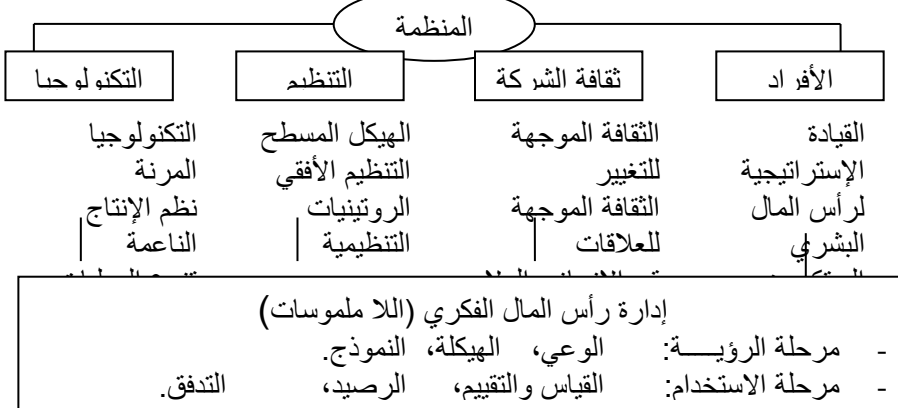 المنظمة
الأفراد
ثقافة الشركة
التنظيم
التكنولوجيا
القيادة
الإستراتيجية
لرأس المال
البشري
الثقافة الموجهة
للتغيير
الثقافة الموجهة
للعلاقات
الهيكل المسطح
التنظيم الأفقي
الروتينيات
التنظيمية
التكنولوجيا
المرنة
نظم الإنتاج
الناعمة
إدارة رأس المال الفكري (اللا ملموسات)
- مرحلة الرؤيـــــة: الوعي، الهيكلة، النموذج.
- مرحلة الاستخدام: القياس والتقييم، الرصيد، التدفق.